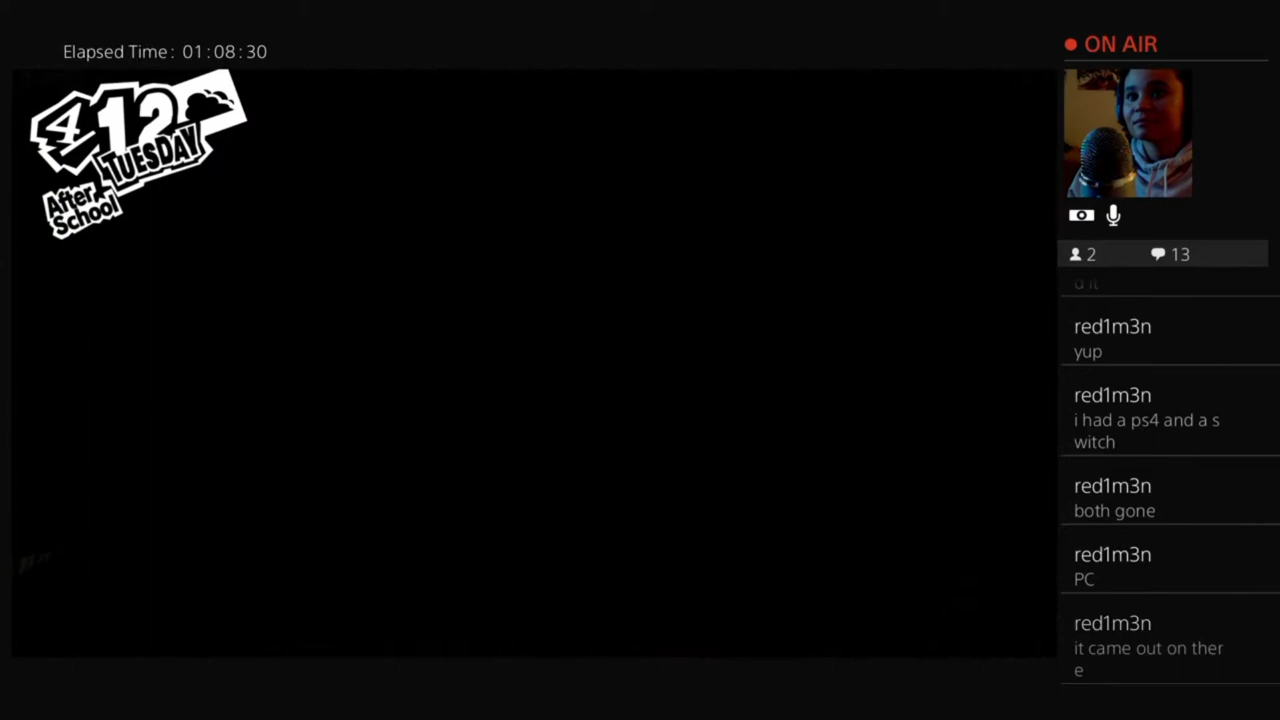 Elapsed Time: 01:08:30
ON AIR
4 12
TUESDAY
After
School
2 13
d it
red1m3n
yup
red1m3n
i had a ps4 and a s
witch
red1m3n
both gone
red1m3n
PC
red1m3n
it came out on ther
e